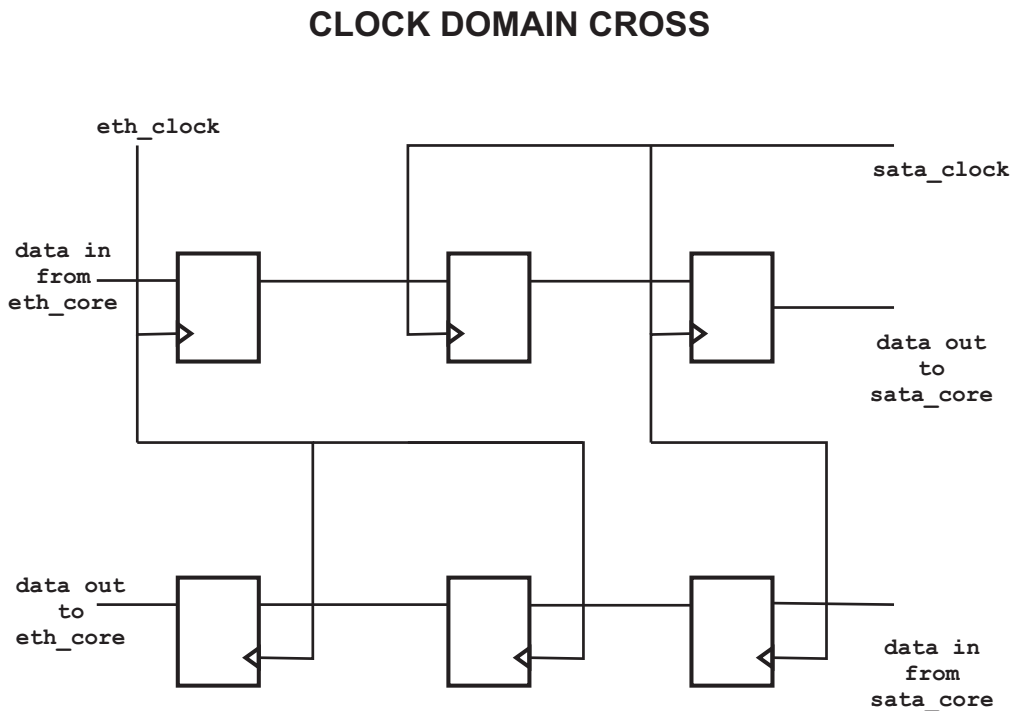 CLOCK DOMAIN CROSS
eth_clock
sata_clock
data in
from
eth_core
data out
to
sata_core
data out
to
eth_core
data in
from
sata_core